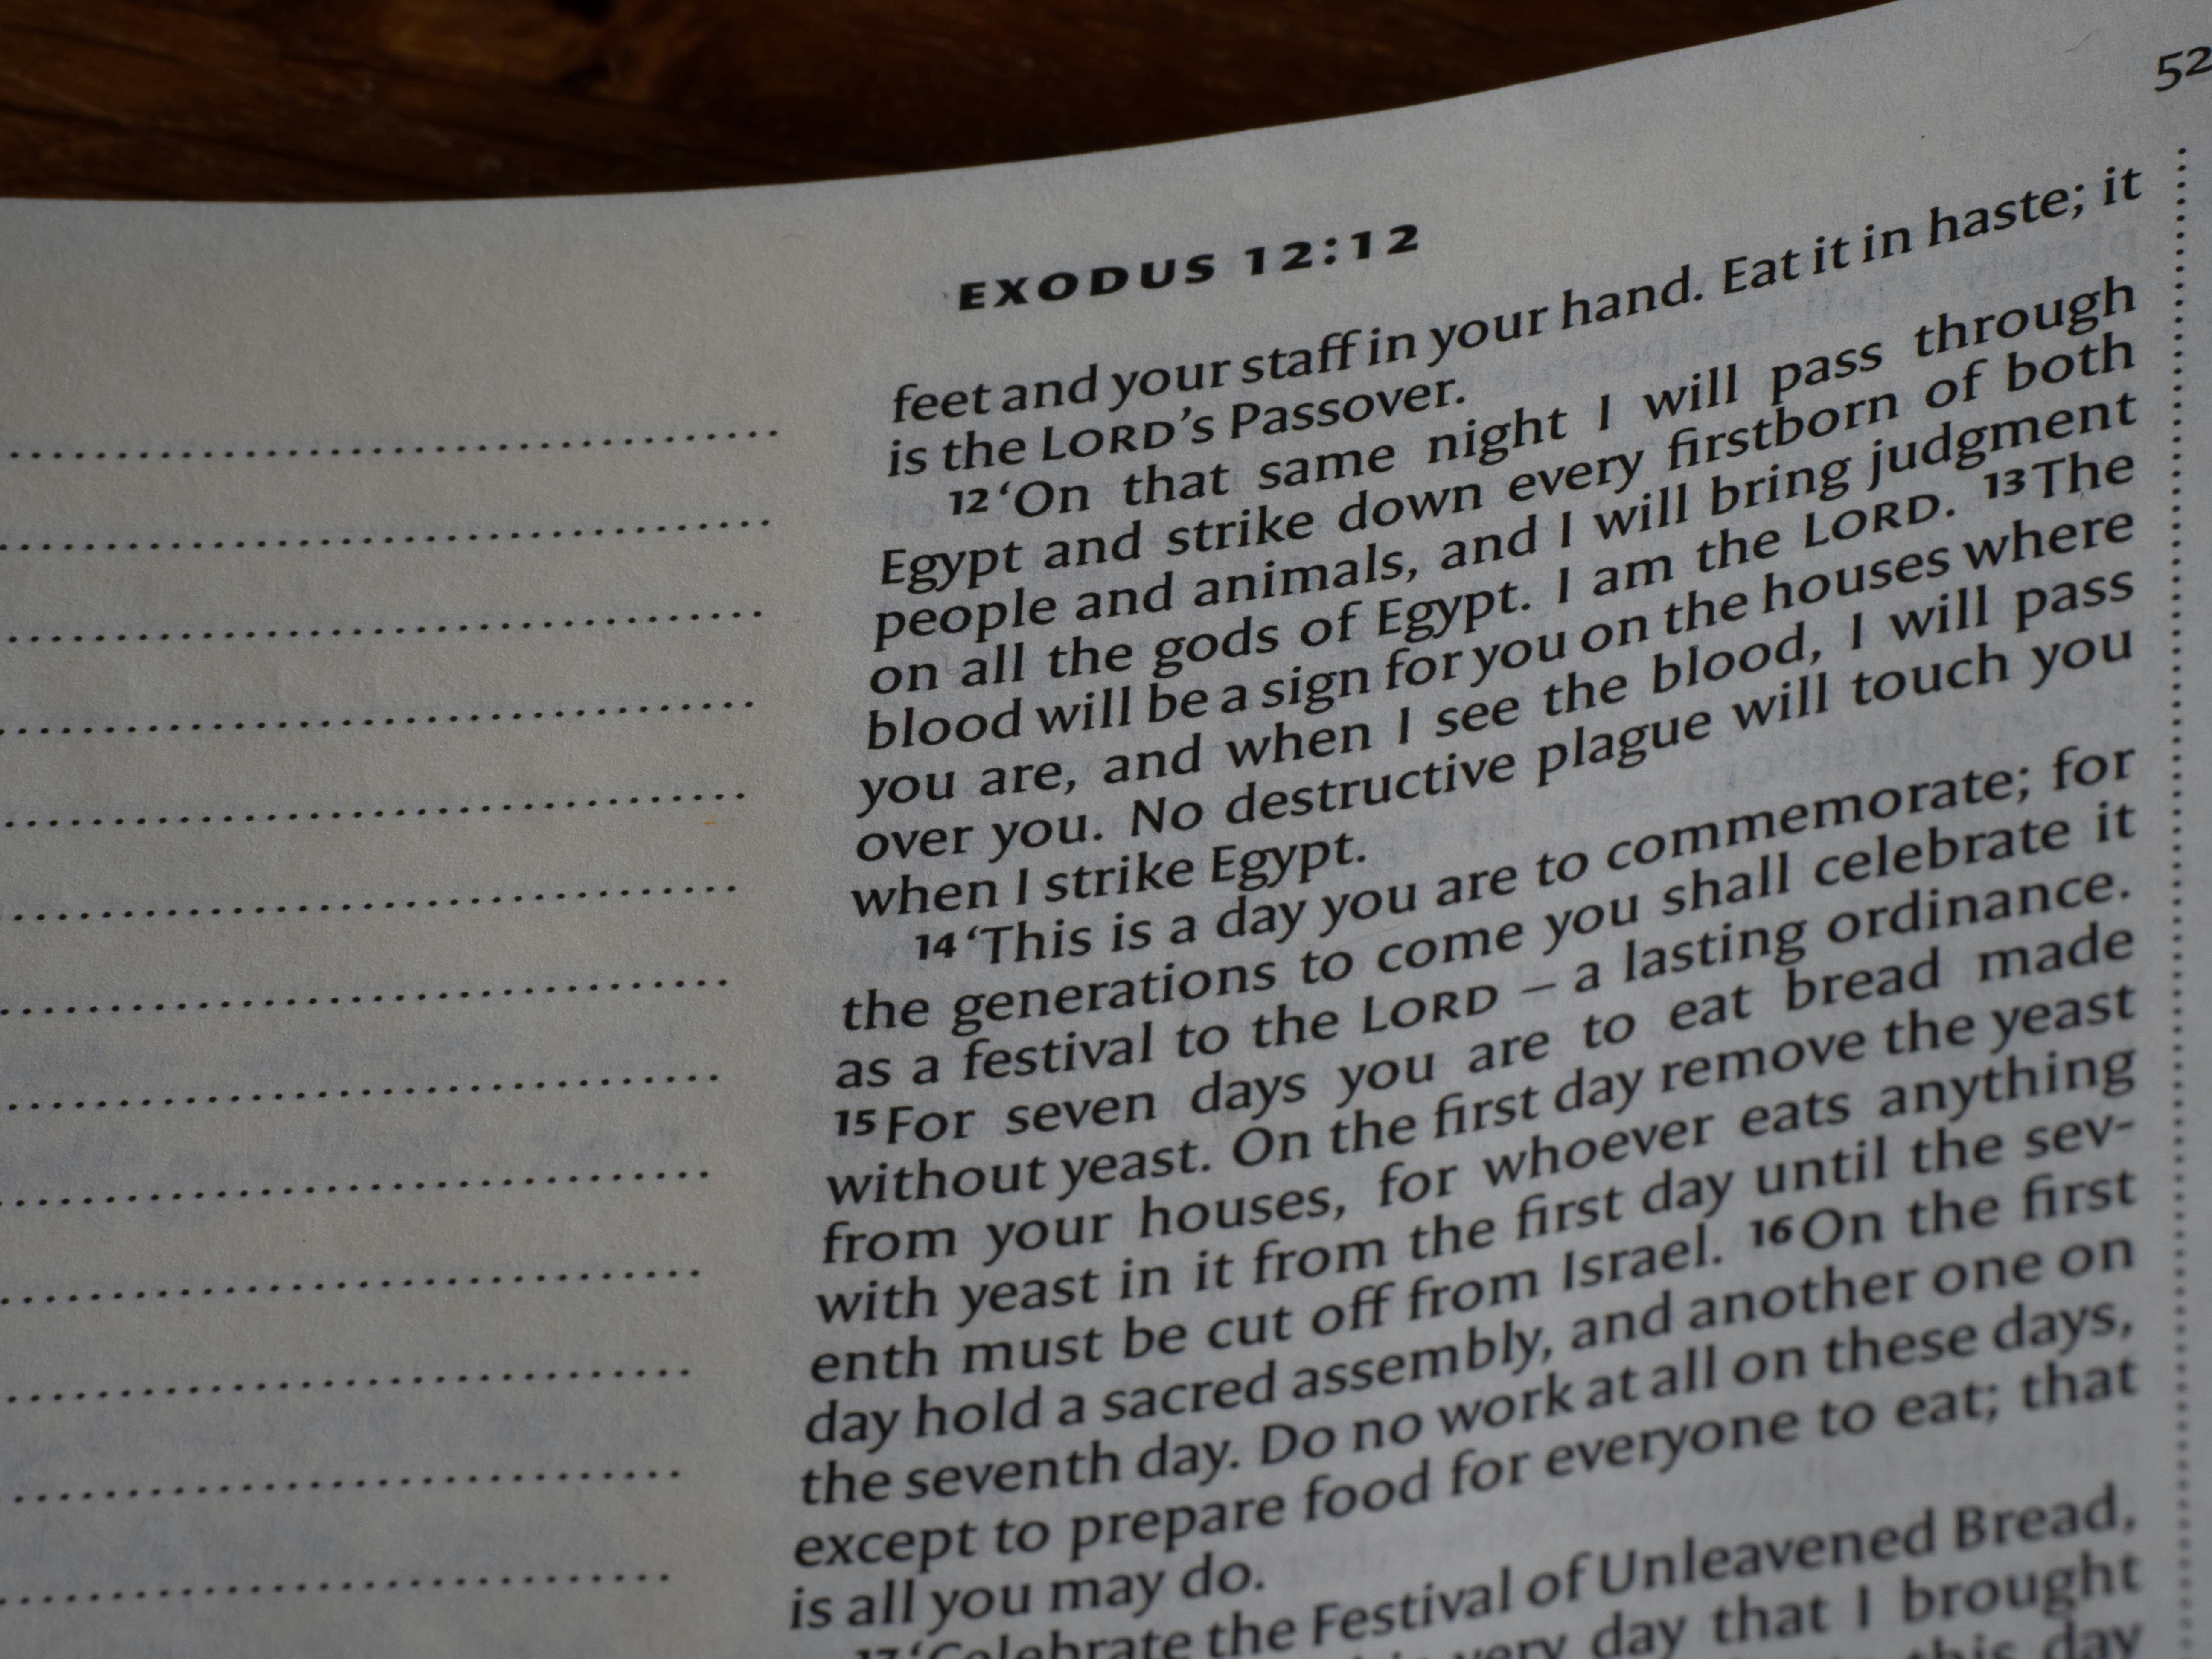 52
EXODUS 12:12
feet and your staff in your hand. Eat it in haste; it
is the LORD’s Passover.
12 ‘On that same night I will pass through
Egypt and strike down every firstborn of both
people and animals, and I will bring judgment
on all the gods of Egypt. I am the LORD. 13 The
blood will be a sign for you on the houses where
you are, and when I see the blood, I will pass
over you. No destructive plague will touch you
when I strike Egypt.
14 ‘This is a day you are to commemorate; for
the generations to come you shall celebrate it
as a festival to the LORD – a lasting ordinance.
15 For seven days you are to eat bread made
without yeast. On the first day remove the yeast
from your houses, for whoever eats anything
with yeast in it from the first day until the sev-
enth must be cut off from Israel. 16 On the first
day hold a sacred assembly, and another one on
the seventh day. Do no work at all on these days,
except to prepare food for everyone to eat; that
is all you may do.
17 ‘Celebrate the Festival of Unleavened Bread,
very day that I brought
this day